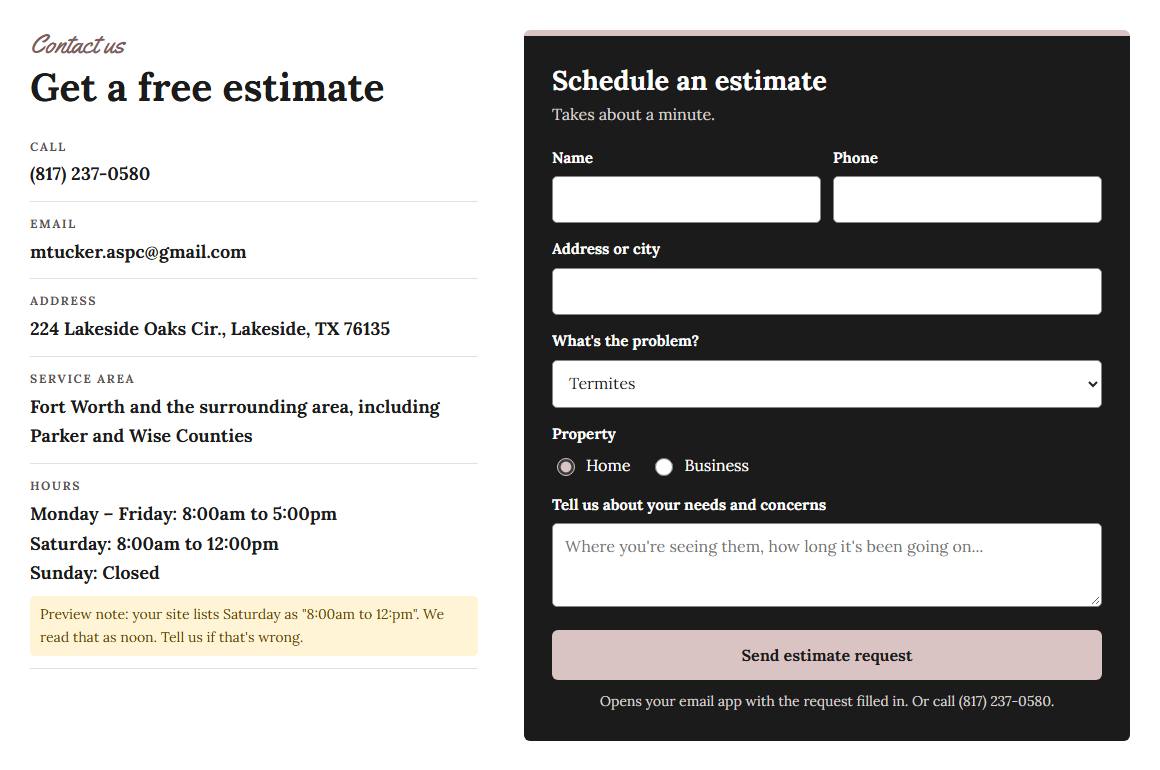 Contact us
Get a free estimate
CALL
(817) 237-0580
EMAIL
mtucker.aspc@gmail.com
ADDRESS
224 Lakeside Oaks Cir., Lakeside, TX 76135
SERVICE AREA
Fort Worth and the surrounding area, including
Parker and Wise Counties
HOURS
Monday – Friday: 8:00am to 5:00pm
Saturday: 8:00am to 12:00pm
Sunday: Closed
Preview note: your site lists Saturday as "8:00am to 12:pm". We
read that as noon. Tell us if that's wrong.
Schedule an estimate
Takes about a minute.
Name
Phone
Address or city
What's the problem?
Termites
Property
Home
Business
Tell us about your needs and concerns
Where you're seeing them, how long it's been going on...
Send estimate request
Opens your email app with the request filled in. Or call (817) 237-0580.